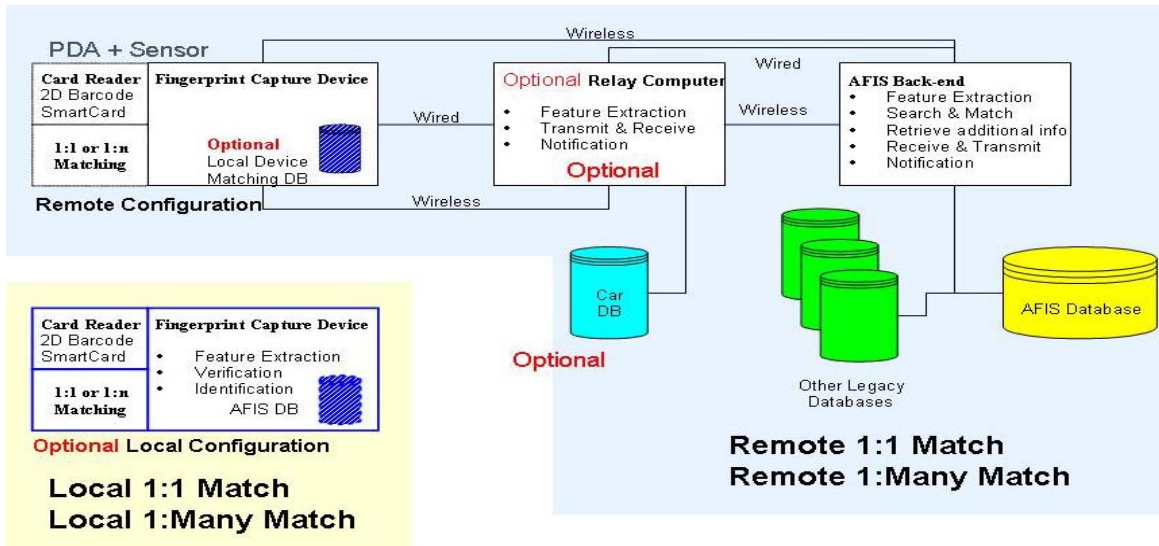 Wireless
PDA + Sensor
Wired
Card Reader
2D Barcode
SmartCard
1:1 or 1:n
Matching
Fingerprint Capture Device
Optional
Local Device
Matching DB
Wired
Optional Relay Computer
• Feature Extraction
• Transmit & Receive
• Notification
Optional
Wireless
AFIS Back-end
• Feature Extraction
• Search & Match
• Retrieve additional info
• Receive & Transmit
• Notification
Remote Configuration
Wireless
Car
DB
Optional
Other Legacy
Databases
AFIS Database
Remote 1:1 Match
Remote 1:Many Match
Card Reader
2D Barcode
SmartCard
1:1 or 1:n
Matching
Fingerprint Capture Device
• Feature Extraction
• Verification
• Identification
AFIS DB
Optional Local Configuration
Local 1:1 Match
Local 1:Many Match